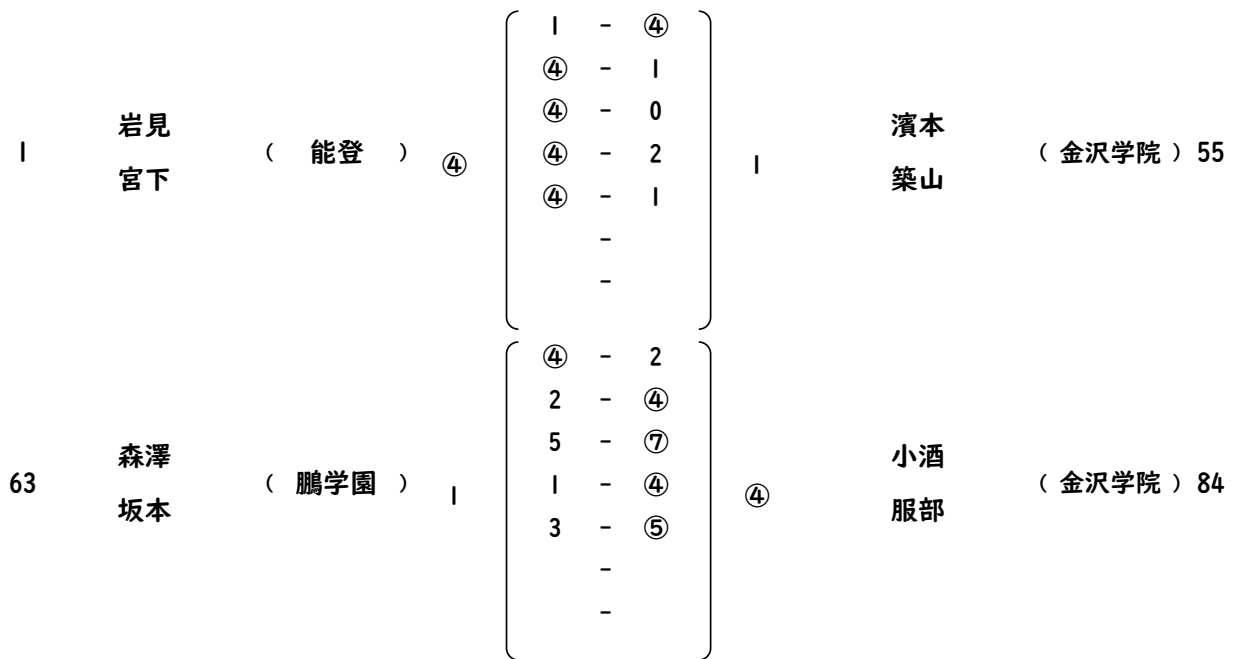 1 - ④
④ - 1
④ - 0
④ - 2
④ - 1
-
-
1 岩見 宮下 ( 能登 ) ④ 1 濱本 築山 ( 金沢学院 ) 55
④ - 2
2 - ④
5 - ⑦
1 - ④
3 - ⑤
-
-
63 森澤 坂本 ( 鵬学園 ) 1 ④ 小酒 服部 ( 金沢学院 ) 84